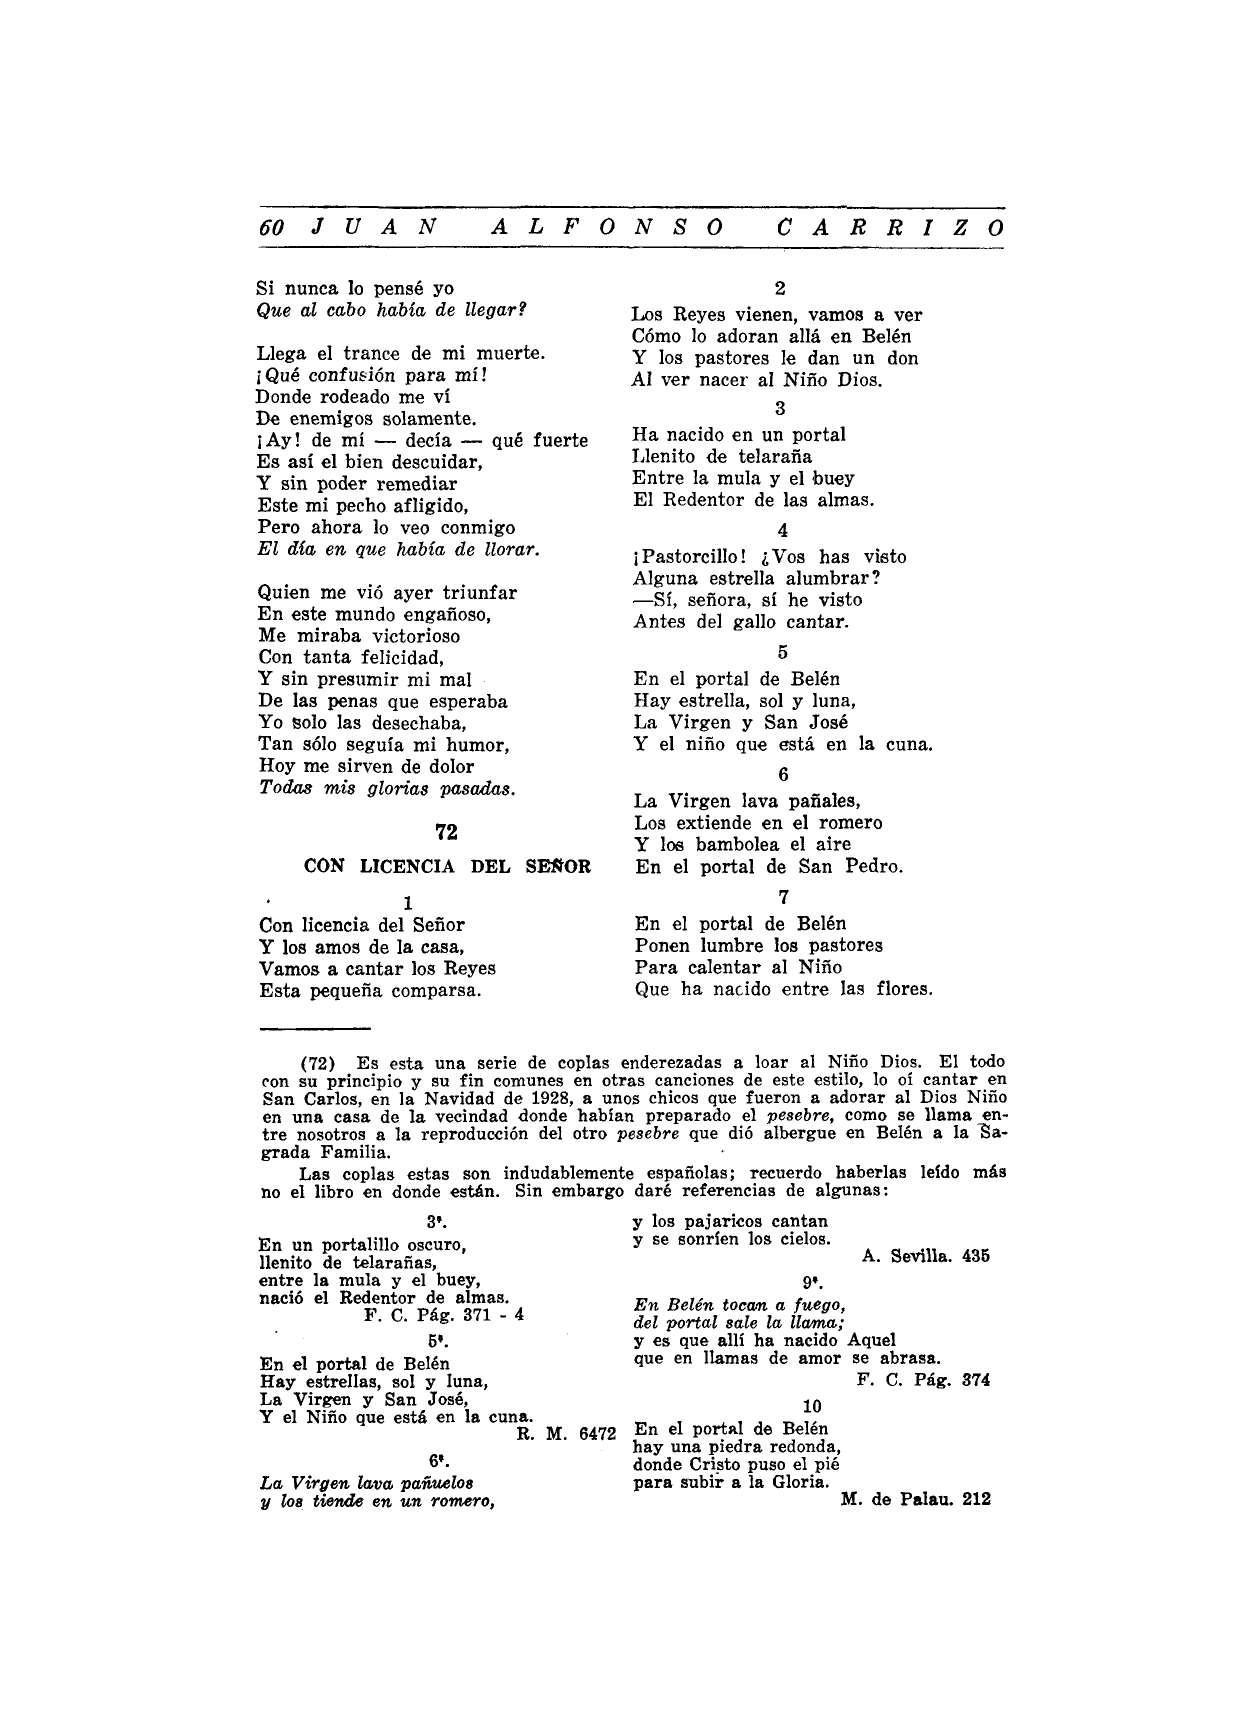 60 JUAN ALFONSO CARRIZO
Si nunca lo pensé yo
Que al cabo había de llegar?
Llega el trance de mi muerte.
¡Qué confusión para mí!
Donde rodeado me ví
De enemigos solamente.
¡Ay! de mí — decía — qué fuerte
Es así el bien descuidar,
Y sin poder remediar
Este mi pecho afligido,
Pero ahora lo veo conmigo
El día en que había de llorar.
Quien me vió ayer triunfar
En este mundo engañoso,
Me miraba victorioso
Con tanta felicidad,
Y sin presumir mi mal
De las penas que esperaba
Yo solo las desechaba,
Tan sólo seguía mi humor,
Hoy me sirven de dolor
Todas mis glorias pasadas.
72
CON LICENCIA DEL SEÑOR
1
Con licencia del Señor
Y los amos de la casa,
Vamos a cantar los Reyes
Esta pequeña comparsa.
2
Los Reyes vienen, vamos a ver
Cómo lo adoran allá en Belén
Y los pastores le dan un don
Al ver nacer al Niño Dios.
3
Ha nacido en un portal
Llenito de telaraña
Entre la mula y el buey
El Redentor de las almas.
4
¡Pastorcillo! ¿Vos has visto
Alguna estrella alumbrar?
—Sí, señora, sí he visto
Antes del gallo cantar.
5
En el portal de Belén
Hay estrella, sol y luna,
La Virgen y San José
Y el niño que está en la cuna.
6
La Virgen lava pañales,
Los extiende en el romero
Y los bambolea el aire
En el portal de San Pedro.
7
En el portal de Belén
Ponen lumbre los pastores
Para calentar al Niño
Que ha nacido entre las flores.
(72) Es esta una serie de coplas enderezadas a loar al Niño Dios. El todo
con su principio y su fin comunes en otras canciones de este estilo, lo oí cantar en
San Carlos, en la Navidad de 1928, a unos chicos que fueron a adorar al Dios Niño
en una casa de la vecindad donde habían preparado el pesebre, como se llama en-
tre nosotros a la reproducción del otro pesebre que dió albergue en Belén a la Sa-
grada Familia.
Las coplas estas son indudablemente españolas; recuerdo haberlas leído más
no el libro en donde están. Sin embargo daré referencias de algunas:
3ª.
En un portalillo oscuro,
llenito de telarañas,
entre la mula y el buey,
nació el Redentor de almas.
F. C. Pág. 371 - 4
5ª.
En el portal de Belén
Hay estrellas, sol y luna,
La Virgen y San José,
Y el Niño que está en la cuna.
R. M. 6472
6ª.
La Virgen lava pañuelos
y los tiende en un romero,
y los pajaricos cantan
y se sonríen los cielos.
A. Sevilla. 435
9ª.
En Belén tocan a fuego,
del portal sale la llama;
y es que allí ha nacido Aquel
que en llamas de amor se abrasa.
F. C. Pág. 374
10
En el portal de Belén
hay una piedra redonda,
donde Cristo puso el pié
para subir a la Gloria.
M. de Palau. 212